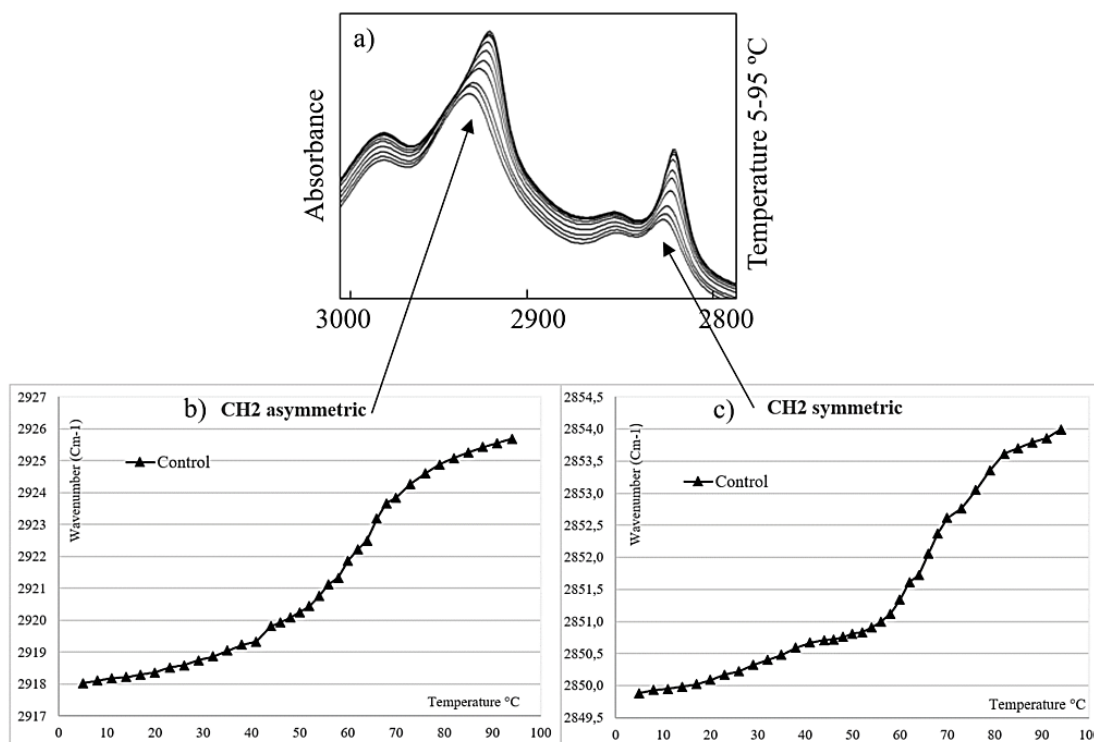 a)
Absorbance
Temperature 5-95 °C
3000 2900 2800
b) CH2 asymmetric
2927
2926
2925
2924
2923
2922
2921
2920
2919
2918
2917
Wavenumber (Cm-1)
Control
Temperature °C
0 10 20 30 40 50 60 70 80 90 100
c) CH2 symmetric
2854,5
2854,0
2853,5
2853,0
2852,5
2852,0
2851,5
2851,0
2850,5
2850,0
2849,5
Wavenumber (Cm-1)
Control
Temperature °C
0 10 20 30 40 50 60 70 80 90 100